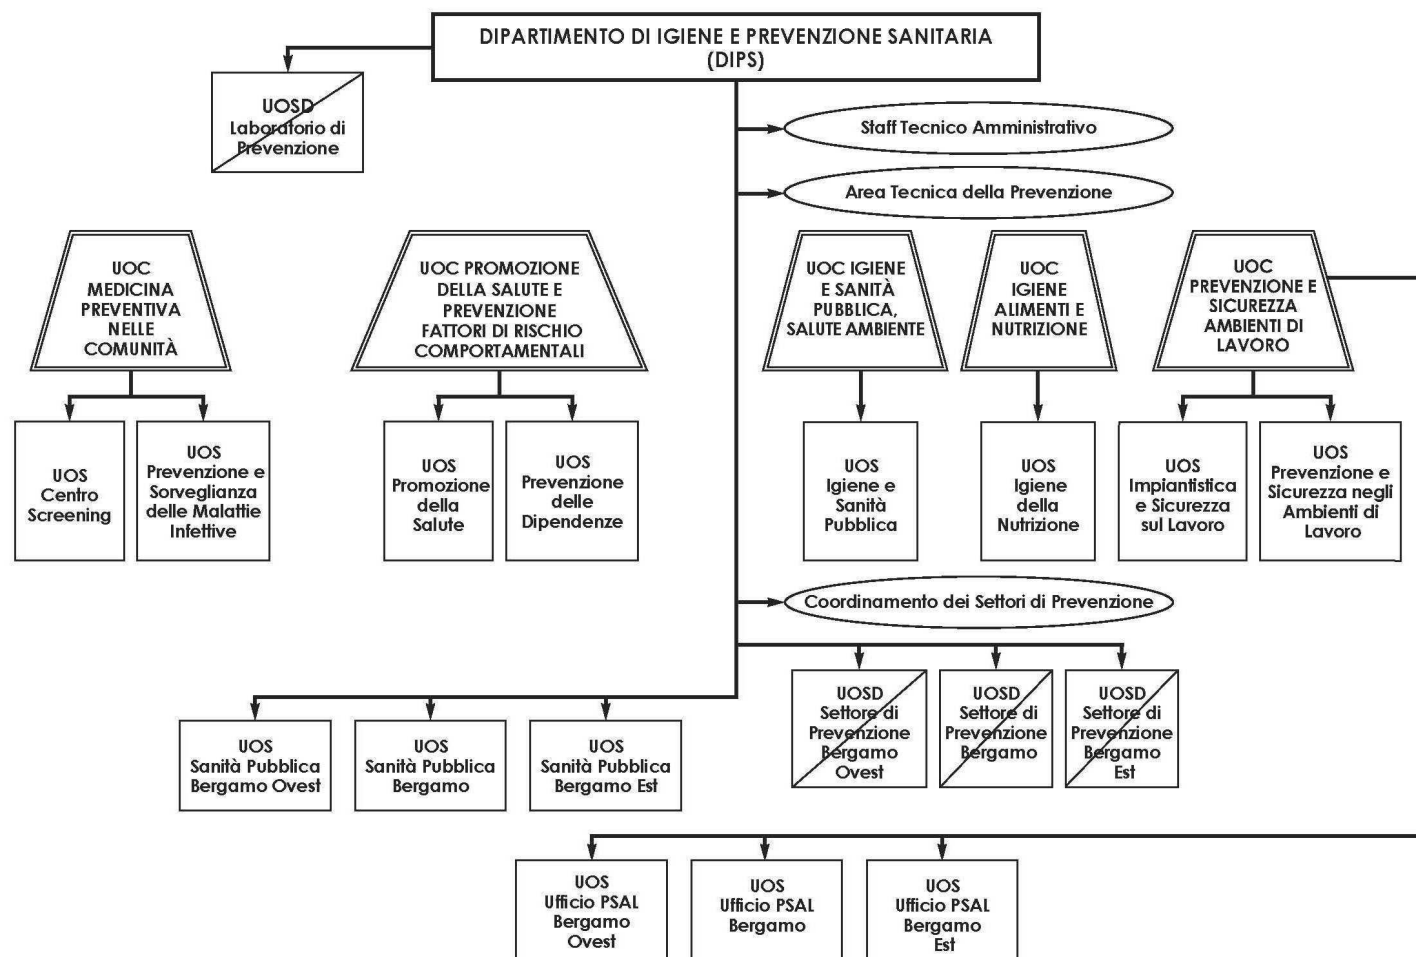 DIPARTIMENTO DI IGIENE E PREVENZIONE SANITARIA
(DIPS)
UOSD
Laboratorio di
Prevenzione
Staff Tecnico Amministrativo
Area Tecnica della Prevenzione
UOC
MEDICINA
PREVENTIVA
NELLE
COMUNITÀ
UOC PROMOZIONE
DELLA SALUTE E
PREVENZIONE
FATTORI DI RISCHIO
COMPORTAMENTALI
UOC IGIENE
E SANITÀ
PUBBLICA,
SALUTE AMBIENTE
UOC
IGIENE
ALIMENTI E
NUTRIZIONE
UOC
PREVENZIONE E
SICUREZZA
AMBIENTI DI
LAVORO
UOS
Centro
Screening
UOS
Prevenzione e
Sorveglianza
delle Malattie
Infettive
UOS
Promozione
della
Salute
UOS
Prevenzione
delle
Dipendenze
UOS
Igiene e
Sanità
Pubblica
UOS
Igiene
della
Nutrizione
UOS
Impiantistica
e Sicurezza
sul Lavoro
UOS
Prevenzione e
Sicurezza negli
Ambienti di
Lavoro
Coordinamento dei Settori di Prevenzione
UOSD
Settore di
Prevenzione
Bergamo
Ovest
UOSD
Settore di
Prevenzione
Bergamo
UOSD
Settore di
Prevenzione
Bergamo
Est
UOS
Sanità Pubblica
Bergamo Ovest
UOS
Sanità Pubblica
Bergamo
UOS
Sanità Pubblica
Bergamo Est
UOS
Ufficio PSAL
Bergamo
Ovest
UOS
Ufficio PSAL
Bergamo
UOS
Ufficio PSAL
Bergamo
Est